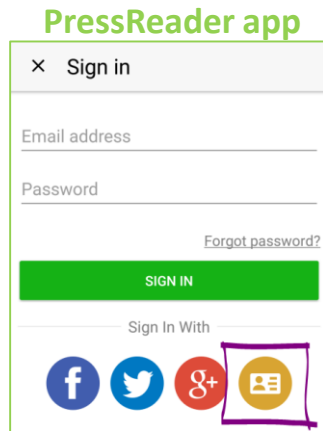 PressReader app
× Sign in
Email address
Password
Forgot password?
SIGN IN
Sign In With
f g+